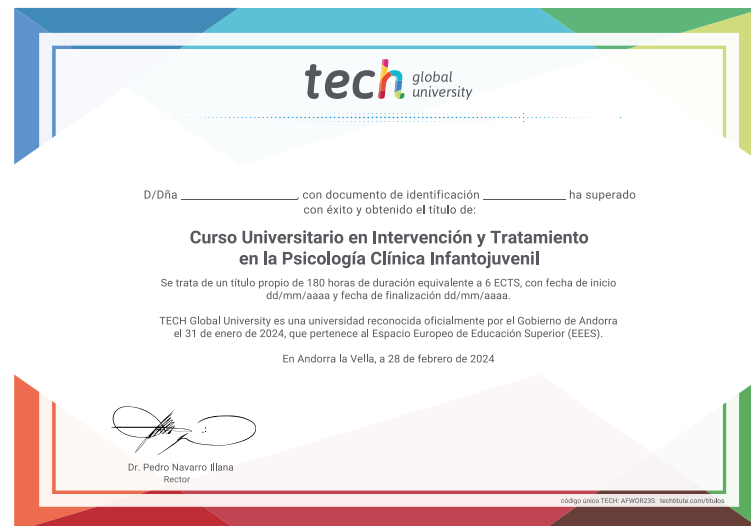 tech global university
D/Dña ____________________, con documento de identificación ______________ ha superado
con éxito y obtenido el título de:
Curso Universitario en Intervención y Tratamiento
en la Psicología Clínica Infantojuvenil
Se trata de un título propio de 180 horas de duración equivalente a 6 ECTS, con fecha de inicio
dd/mm/aaaa y fecha de finalización dd/mm/aaaa.
TECH Global University es una universidad reconocida oficialmente por el Gobierno de Andorra
el 31 de enero de 2024, que pertenece al Espacio Europeo de Educación Superior (EEES).
En Andorra la Vella, a 28 de febrero de 2024
Dr. Pedro Navarro Illana
Rector
código único TECH: AFWOR23S techtitute.com/titulos